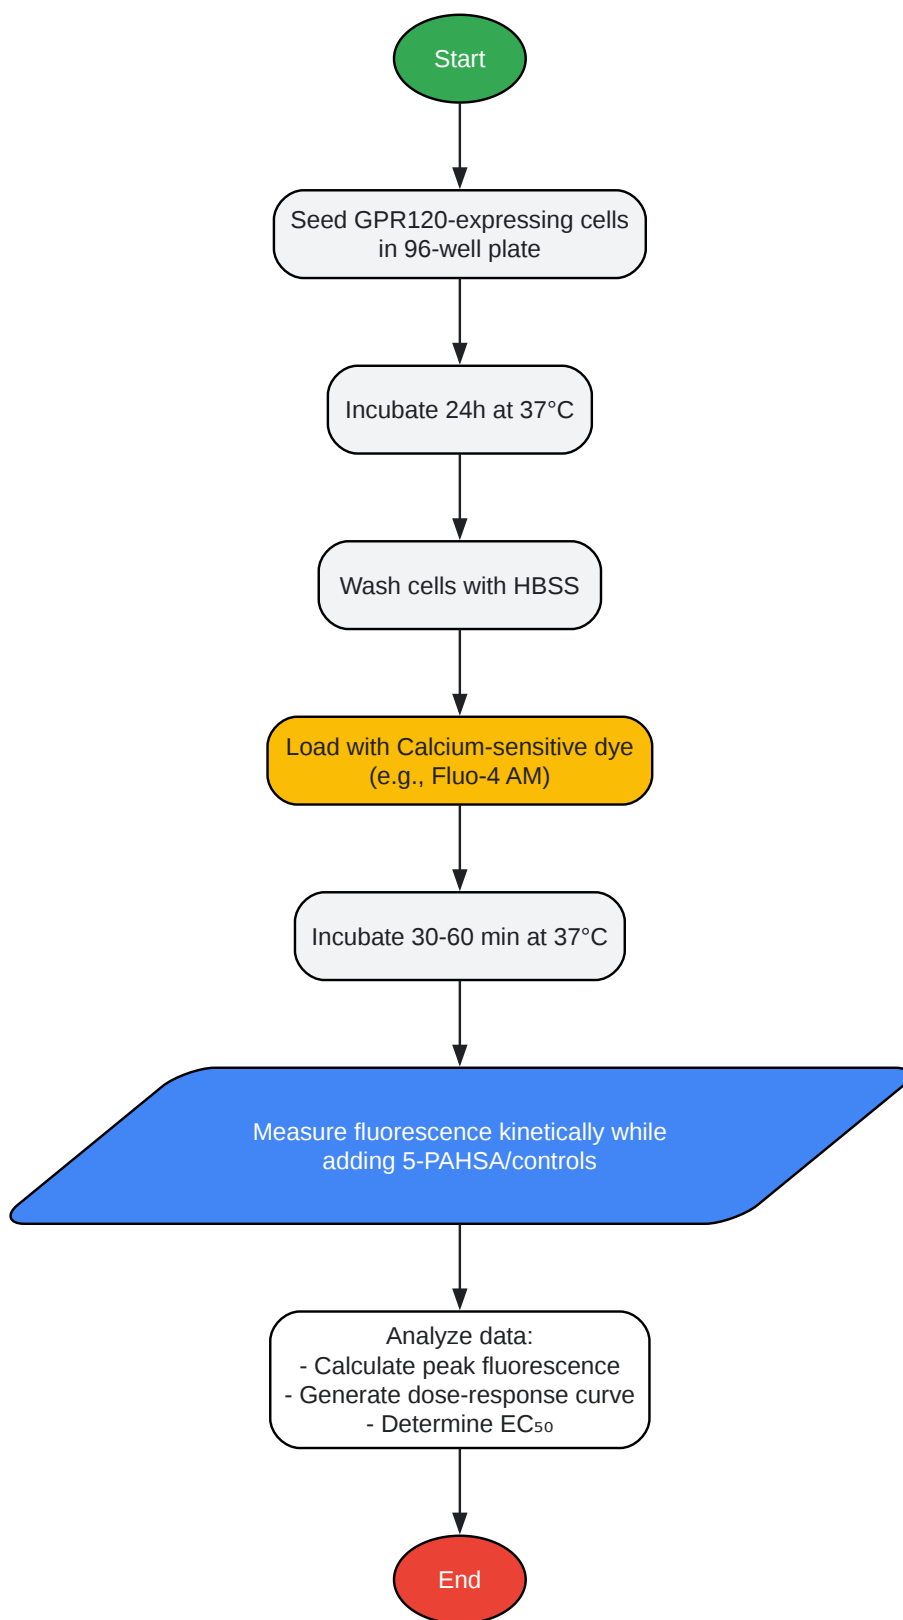 Start
Seed GPR120-expressing cells
in 96-well plate
Incubate 24h at 37°C
Wash cells with HBSS
Load with Calcium-sensitive dye
(e.g., Fluo-4 AM)
Incubate 30-60 min at 37°C
Measure fluorescence kinetically while
adding 5-PAHSA/controls
Analyze data:
- Calculate peak fluorescence
- Generate dose-response curve
- Determine EC₅₀
End